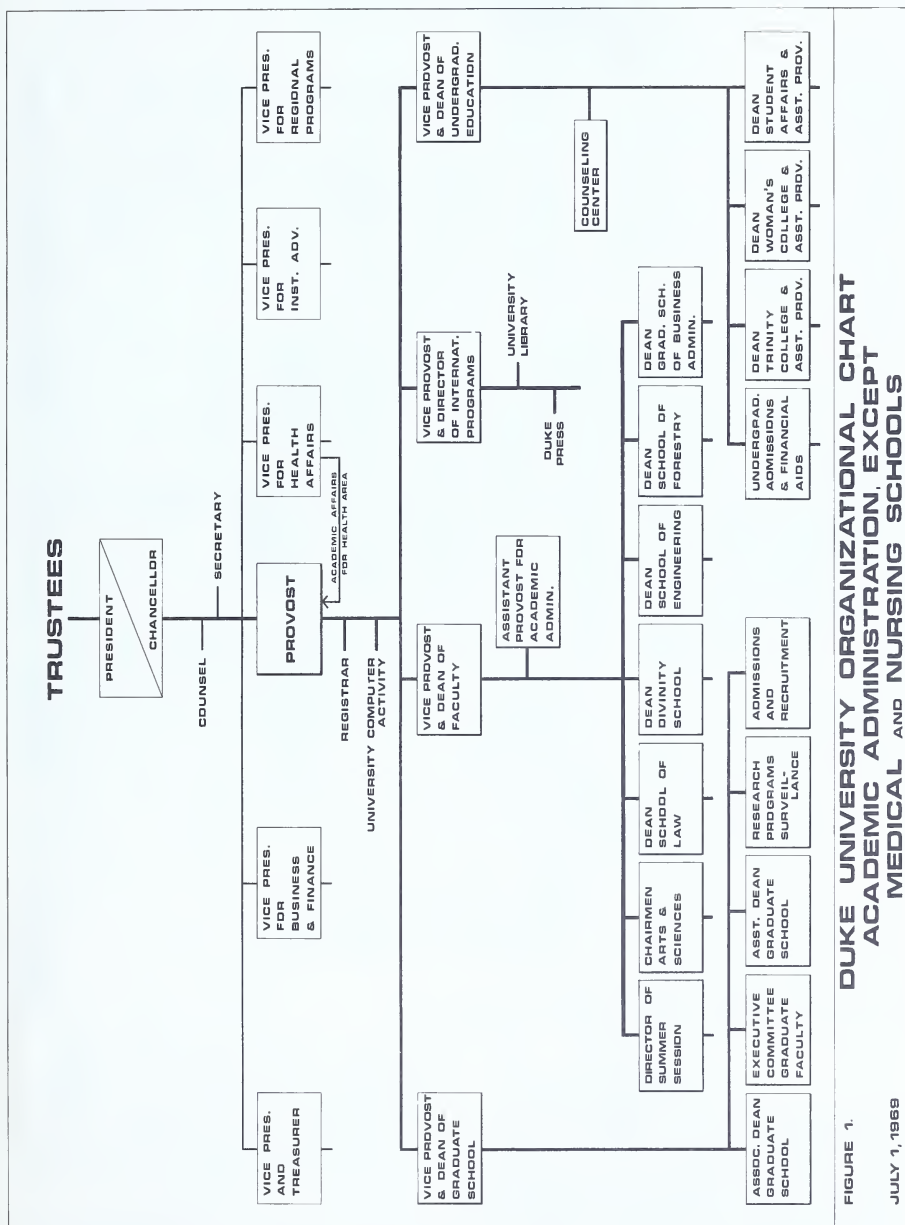 TRUSTEES
PRESIDENT
CHANCELLOR
COUNSEL
SECRETARY
VICE PRES.
AND
TREASURER
VICE PRES.
FOR
BUSINESS
& FINANCE
PROVOST
ACADEMIC AFFAIRS
FOR HEALTH AREA
VICE PRES.
FOR
HEALTH
AFFAIRS
VICE PRES.
FOR
INST. ADV.
VICE PRES.
FOR
REGIONAL
PROGRAMS
REGISTRAR
UNIVERSITY COMPUTER
ACTIVITY
VICE PROVOST
& DEAN OF
GRADUATE
SCHOOL
VICE PROVOST
& DEAN OF
FACULTY
VICE PROVOST
& DIRECTOR
OF INTERNAT.
PROGRAMS
VICE PROVOST
& DEAN OF
UNDERGRAD.
EDUCATION
ASSISTANT
PROVOST FOR
ACADEMIC
ADMIN.
UNIVERSITY
LIBRARY
DUKE
PRESS
COUNSELING
CENTER
DIRECTOR OF
SUMMER
SESSION
CHAIRMEN
ARTS &
SCIENCES
DEAN
SCHOOL OF
LAW
DEAN
DIVINITY
SCHOOL
DEAN
SCHOOL OF
ENGINEERING
DEAN
SCHOOL OF
FORESTRY
DEAN
GRAD. SCH.
OF BUSINESS
ADMIN.
ASSOC. DEAN
GRADUATE
SCHOOL
EXECUTIVE
COMMITTEE
GRADUATE
FACULTY
ASST. DEAN
GRADUATE
SCHOOL
RESEARCH
PROGRAMS
SURVEIL-
LANCE
ADMISSIONS
AND
RECRUITMENT
UNDERGRAD.
ADMISSIONS
& FINANCIAL
AIDS
DEAN
TRINITY
COLLEGE &
ASST. PROV.
DEAN
WOMAN'S
COLLEGE &
ASST. PROV.
DEAN
STUDENT
AFFAIRS &
ASST. PROV.
FIGURE 1.
DUKE UNIVERSITY ORGANIZATIONAL CHART
ACADEMIC ADMINISTRATION, EXCEPT
MEDICAL AND NURSING SCHOOLS
JULY 1, 1969